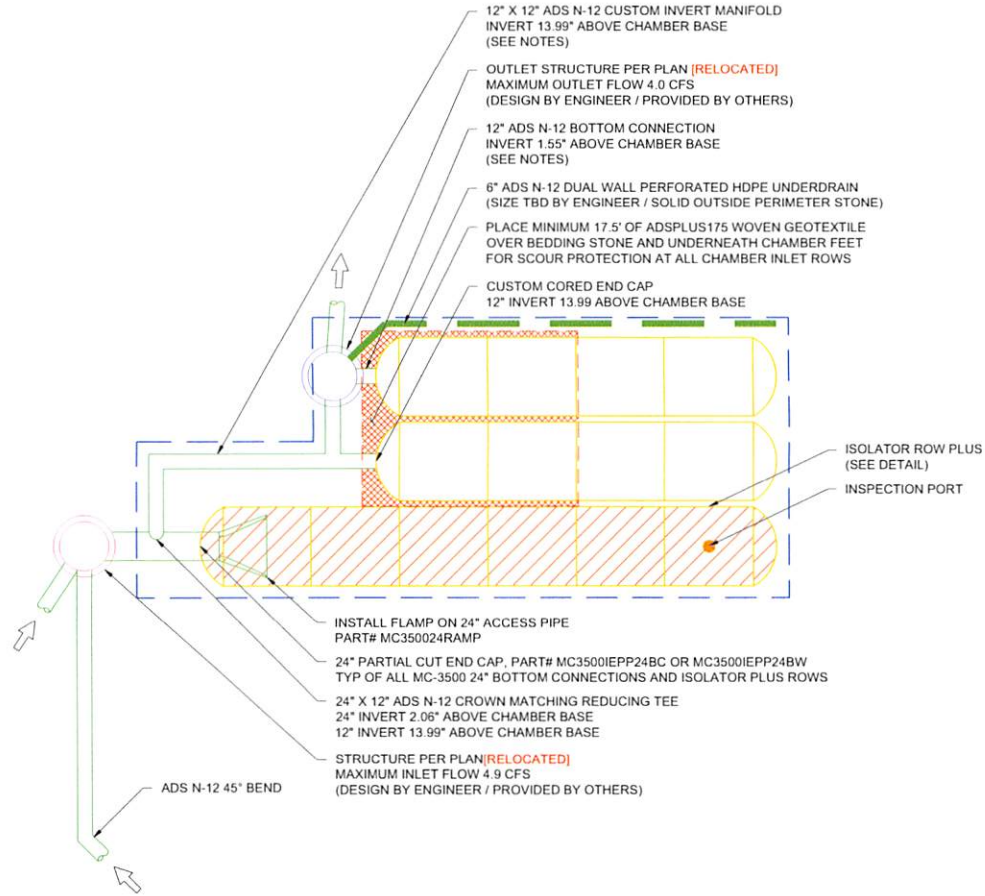 12" X 12" ADS N-12 CUSTOM INVERT MANIFOLD
INVERT 13.99" ABOVE CHAMBER BASE
(SEE NOTES)
OUTLET STRUCTURE PER PLAN [RELOCATED]
MAXIMUM OUTLET FLOW 4.0 CFS
(DESIGN BY ENGINEER / PROVIDED BY OTHERS)
12" ADS N-12 BOTTOM CONNECTION
INVERT 1.55" ABOVE CHAMBER BASE
(SEE NOTES)
6" ADS N-12 DUAL WALL PERFORATED HDPE UNDERDRAIN
(SIZE TBD BY ENGINEER / SOLID OUTSIDE PERIMETER STONE)
PLACE MINIMUM 17.5' OF ADSPLUS175 WOVEN GEOTEXTILE
OVER BEDDING STONE AND UNDERNEATH CHAMBER FEET
FOR SCOUR PROTECTION AT ALL CHAMBER INLET ROWS
CUSTOM CORED END CAP
12" INVERT 13.99 ABOVE CHAMBER BASE
ISOLATOR ROW PLUS
(SEE DETAIL)
INSPECTION PORT
INSTALL FLAMP ON 24" ACCESS PIPE
PART# MC350024RAMP
24" PARTIAL CUT END CAP, PART# MC3500IEPP24BC OR MC3500IEPP24BW
TYP OF ALL MC-3500 24" BOTTOM CONNECTIONS AND ISOLATOR PLUS ROWS
24" X 12" ADS N-12 CROWN MATCHING REDUCING TEE
24" INVERT 2.06" ABOVE CHAMBER BASE
12" INVERT 13.99" ABOVE CHAMBER BASE
STRUCTURE PER PLAN[RELOCATED]
MAXIMUM INLET FLOW 4.9 CFS
(DESIGN BY ENGINEER / PROVIDED BY OTHERS)
ADS N-12 45° BEND